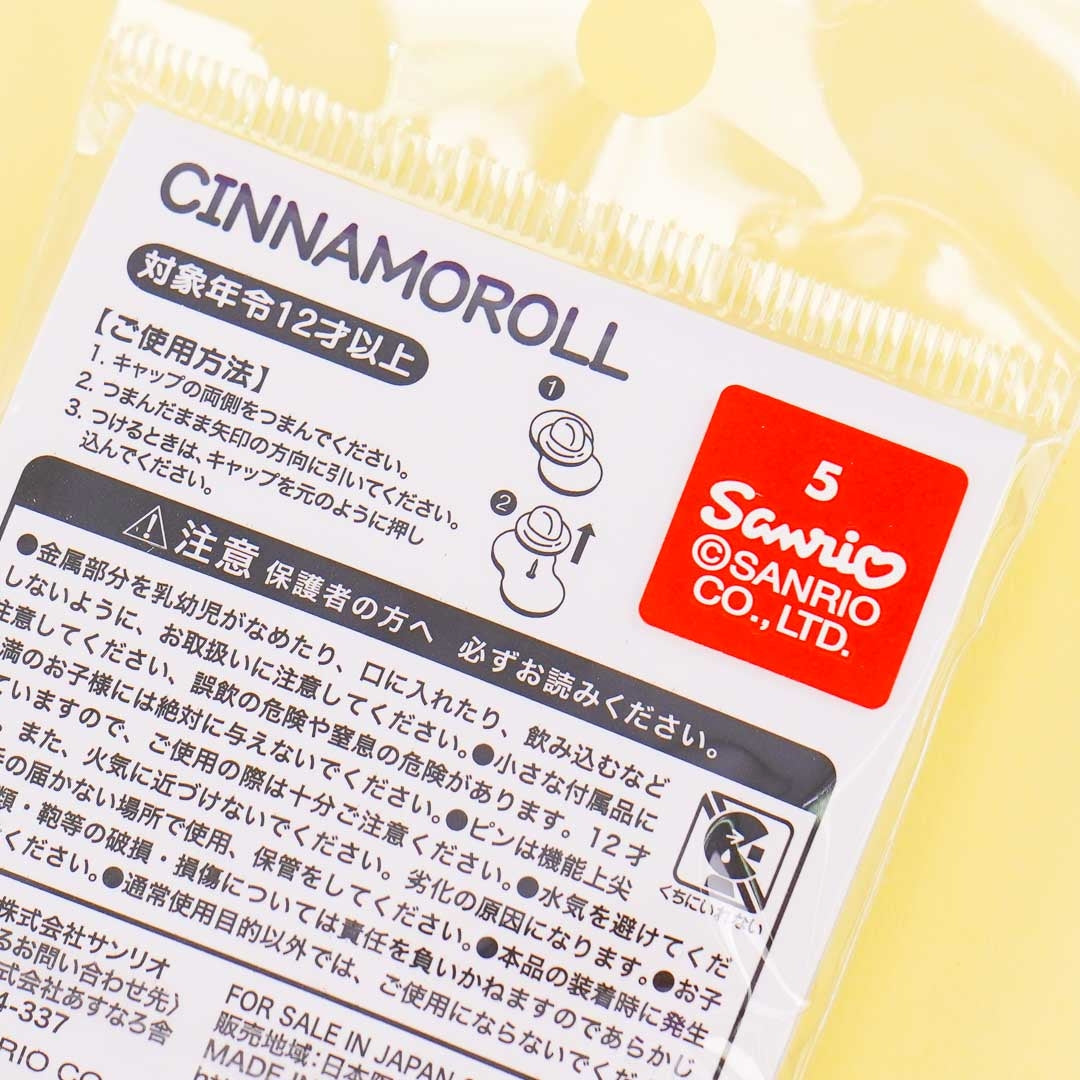 CINNAMOROLL
対象年令12才以上
【ご使用方法】
1. キャップの両側をつまんでください。
2. つまんだまま矢印の方向に引いてください。
3. つけるときは、キャップを元のように押し
込んでください。
1
2
5
Sanrio
©SANRIO
CO., LTD.
注意 保護者の方へ 必ずお読みください。
●金属部分を乳幼児がなめたり、口に入れたり、飲み込むなど
しないように、お取扱いに注意してください。●小さな付属品に
注意してください、誤飲の危険や窒息の危険があります。12才
満のお子様には絶対に与えないでください。●ピンは機能上尖
ていますので、ご使用の際は十分ご注意ください。●水気を避けてくだ
。また、火気に近づけないでください。劣化の原因になります。●お子
の届かない場所で使用、保管をしてください。●本品の装着時に発生
類・鞄等の破損・損傷については責任を負いかねますのであらかじ
ください。●通常使用目的以外では、ご使用にならないでくだ
くちにいれない
株式会社サンリオ
るお問い合わせ先〉
式会社あすなろ舎
4-337
RIO CO.
FOR SALE IN JAPAN
販売地域:日本
MADE IN